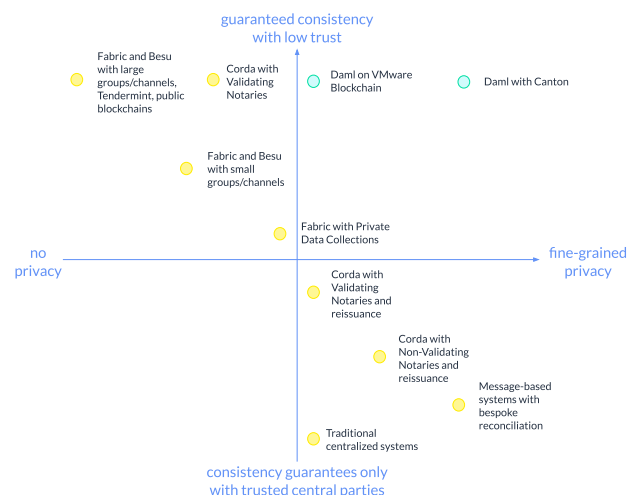 guaranteed consistency
with low trust
Fabric and Besu
with large
groups/channels,
Tendermint, public
blockchains
Corda with
Validating
Notaries
Daml on VMware
Blockchain
Daml with Canton
Fabric and Besu
with small
groups/channels
Fabric with Private
Data Collections
no
privacy
fine-grained
privacy
Corda with
Validating
Notaries and
reissuance
Corda with
Non-Validating
Notaries and
reissuance
Message-based
systems with
bespoke
reconciliation
Traditional
centralized systems
consistency guarantees only
with trusted central parties